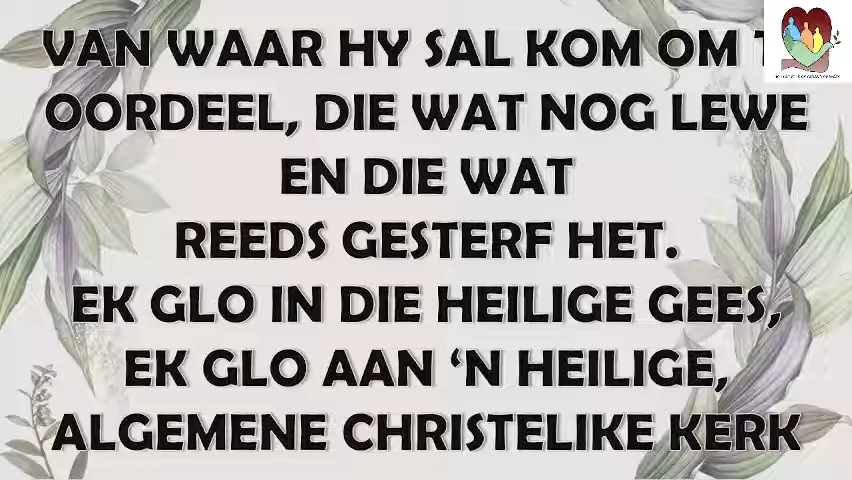 VAN WAAR HY SAL KOM OM
OORDEEL, DIE WAT NOG LEWE
EN DIE WAT
REEDS GESTERF HET.
EK GLO IN DIE HEILIGE GEES,
EK GLO AAN ‘N HEILIGE,
ALGEMENE CHRISTELIKE KERK